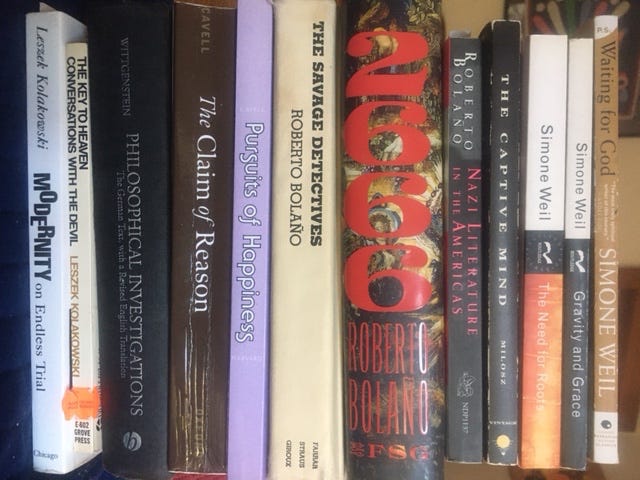 Leszek Kolakowski MODERNITY on Endless Trial Chicago
THE KEY TO HEAVEN
CONVERSATIONS WITH THE DEVIL LESZEK KOLAKOWSKI
E-602
GROVE
PRESS
WITTGENSTEIN PHILOSOPHICAL INVESTIGATIONS
The German Text, with a Revised English Translation
b
CAVELL The Claim of Reason
CAVELL Pursuits of Happiness HARVARD
THE SAVAGE DETECTIVES
ROBERTO BOLAÑO
FARRAR
STRAUS
GIROUX
2666
ROBERTO
BOLAÑO
FSG
ROBERTO
BOLAÑO NAZI LITERATURE
IN THE AMERICAS
NDP1137
THE CAPTIVE MIND MILOSZ VINTAGE
Simone Weil The Need for Roots
Simone Weil Gravity and Grace
P.S.
Waiting for God SIMONE WEIL